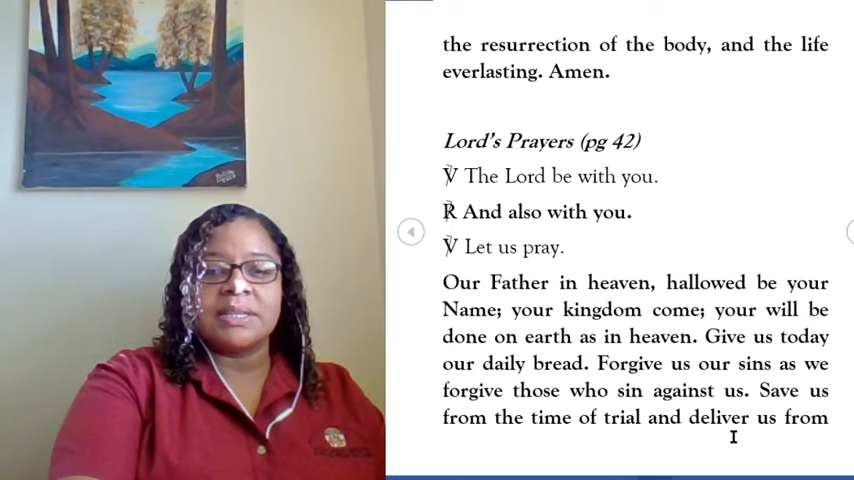 the resurrection of the body, and the life
everlasting. Amen.
Lord's Prayers (pg 42)
℣ The Lord be with you.
℟ And also with you.
℣ Let us pray.
Our Father in heaven, hallowed be your
Name; your kingdom come; your will be
done on earth as in heaven. Give us today
our daily bread. Forgive us our sins as we
forgive those who sin against us. Save us
from the time of trial and deliver us from